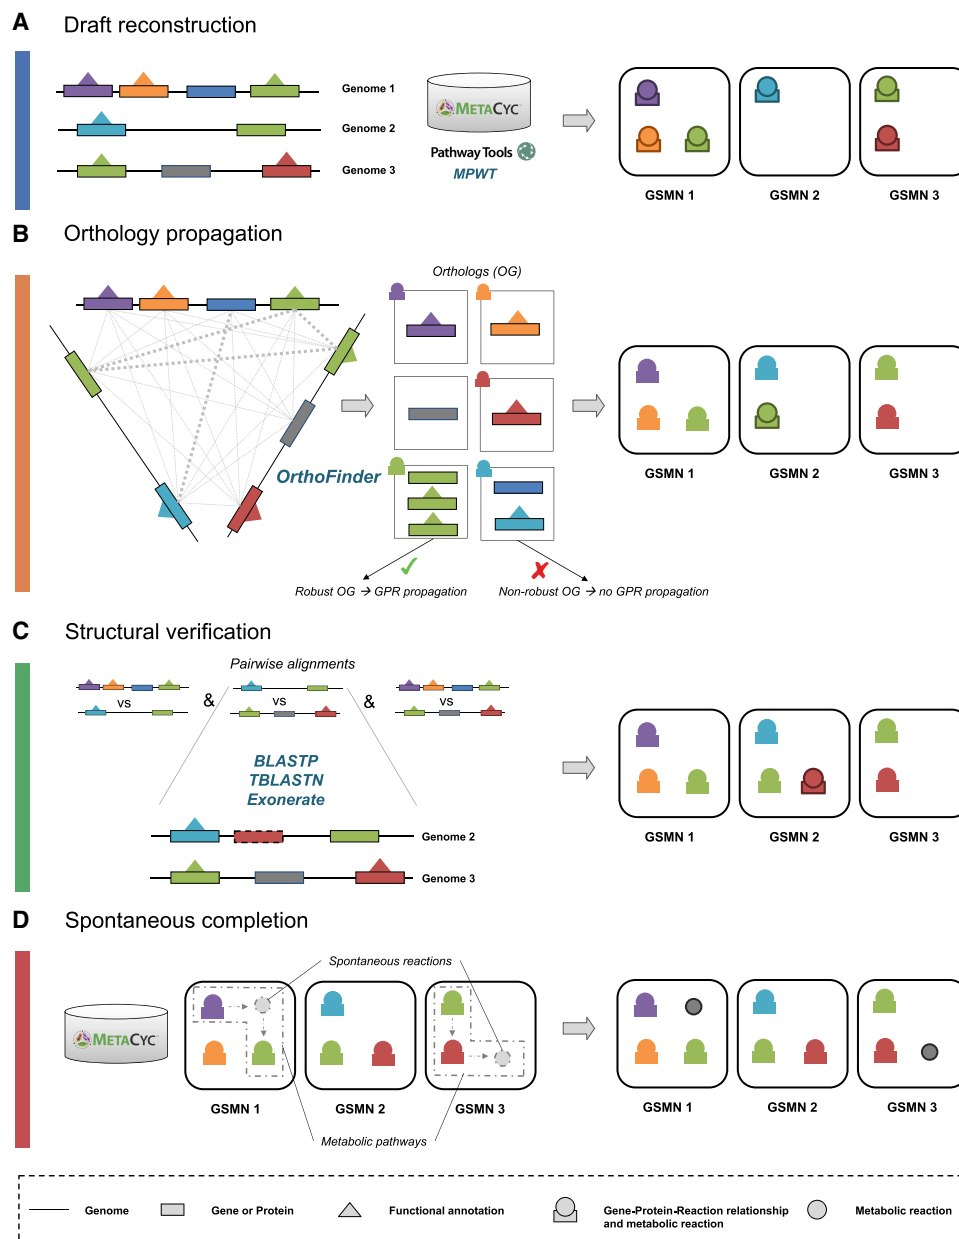 A Draft reconstruction
Genome 1
Genome 2
Genome 3
METACYC
Pathway Tools
MPWT
GSMN 1
GSMN 2
GSMN 3
B Orthology propagation
Orthologs (OG)
OrthoFinder
Robust OG → GPR propagation
Non-robust OG → no GPR propagation
GSMN 1
GSMN 2
GSMN 3
C Structural verification
Pairwise alignments
vs
&
vs
&
vs
BLASTP
TBLASTN
Exonerate
Genome 2
Genome 3
GSMN 1
GSMN 2
GSMN 3
D Spontaneous completion
Spontaneous reactions
METACYC
GSMN 1
GSMN 2
GSMN 3
Metabolic pathways
GSMN 1
GSMN 2
GSMN 3
Genome
Gene or Protein
Functional annotation
Gene-Protein-Reaction relationship
and metabolic reaction
Metabolic reaction